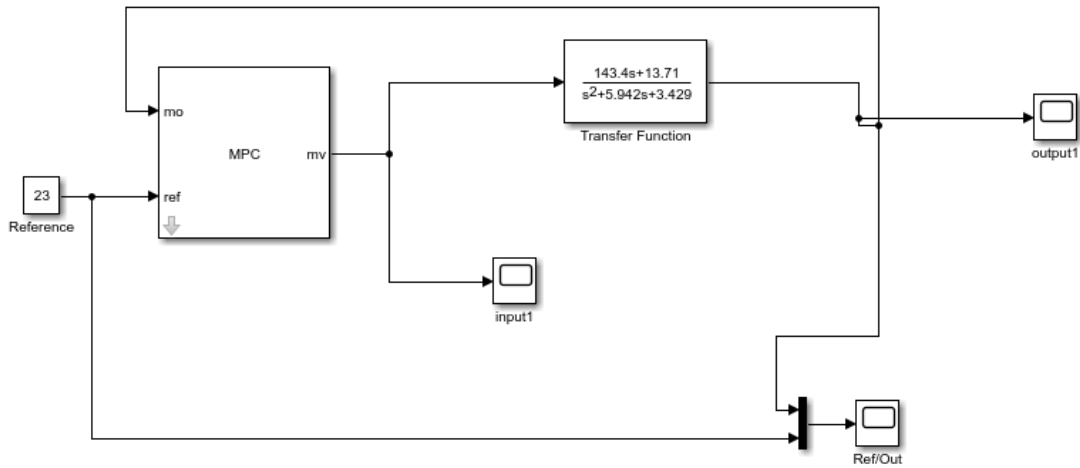 143.4s+13.71
s2+5.942s+3.429
Transfer Function
mo
MPC
mv
ref
23
Reference
output1
input1
Ref/Out